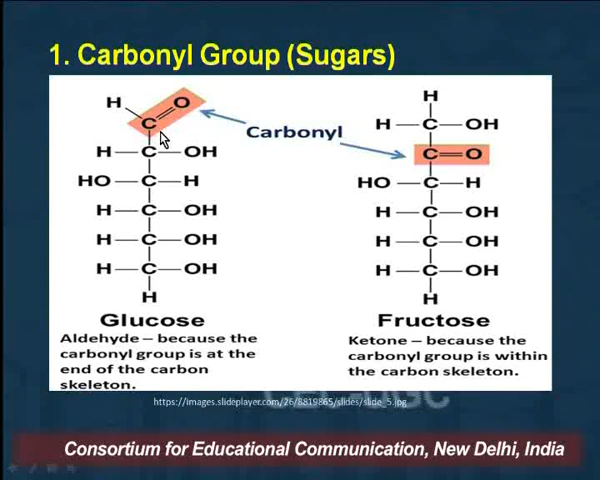 1. Carbonyl Group (Sugars)
H O
C
H C OH
HO C H
H C OH
H C OH
H C OH
H
Glucose
Aldehyde – because the
carbonyl group is at the
end of the carbon
skeleton.
Carbonyl
H
H C OH
C O
HO C H
H C OH
H C OH
H C OH
H
Fructose
Ketone – because the
carbonyl group is within
the carbon skeleton.
CEC-UGC
https://images.slideplayer.com/26/8819865/slides/slide_5.jpg
Consortium for Educational Communication, New Delhi, India